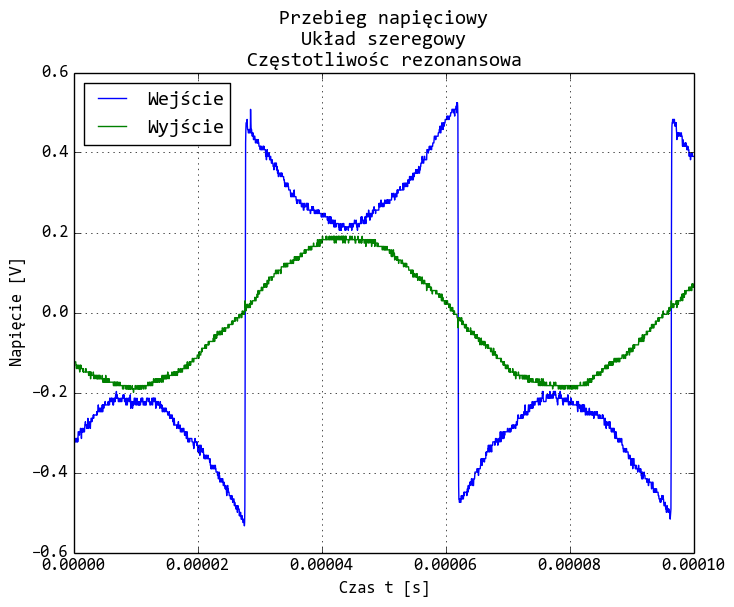 Przebieg napięciowy
Układ szeregowy
Częstotliwośc rezonansowa
Wejście
Wyjście
0.6
0.4
0.2
0.0
−0.2
−0.4
−0.6
Napięcie [V]
0.00000 0.00002 0.00004 0.00006 0.00008 0.00010
Czas t [s]